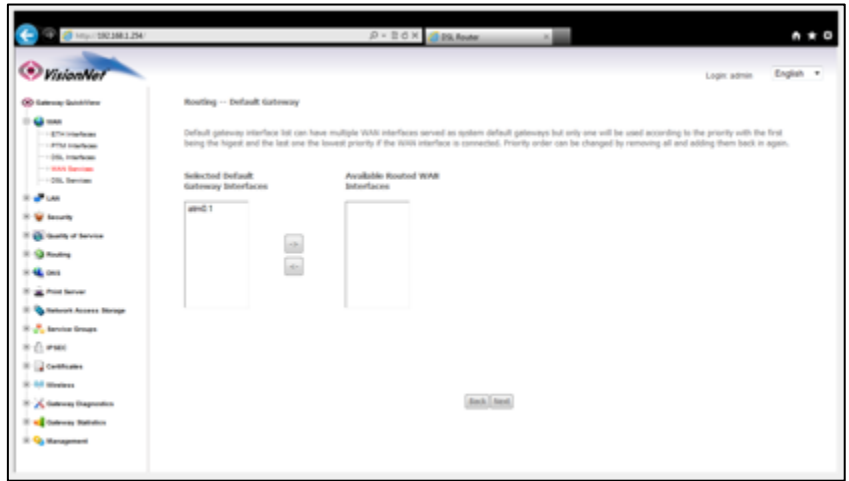 http://192.168.1.254/
DSL Router
VisionNet
Login: admin
English
Gateway QuickView
WAN
ETH Interfaces
PTM Interfaces
DSL Interfaces
WAN Services
DSL Services
LAN
Security
Quality of Service
Routing
DNS
Print Server
Network Access Storage
Service Groups
IPSEC
Certificates
Wireless
Gateway Diagnostics
Gateway Statistics
Management
Routing -- Default Gateway
Default gateway interface list can have multiple WAN interfaces served as system default gateways but only one will be used according to the priority with the first
being the higest and the last one the lowest priority if the WAN interface is connected. Priority order can be changed by removing all and adding them back in again.
Selected Default
Gateway Interfaces
Available Routed WAN
Interfaces
atm0.1
->
<-
Back Next